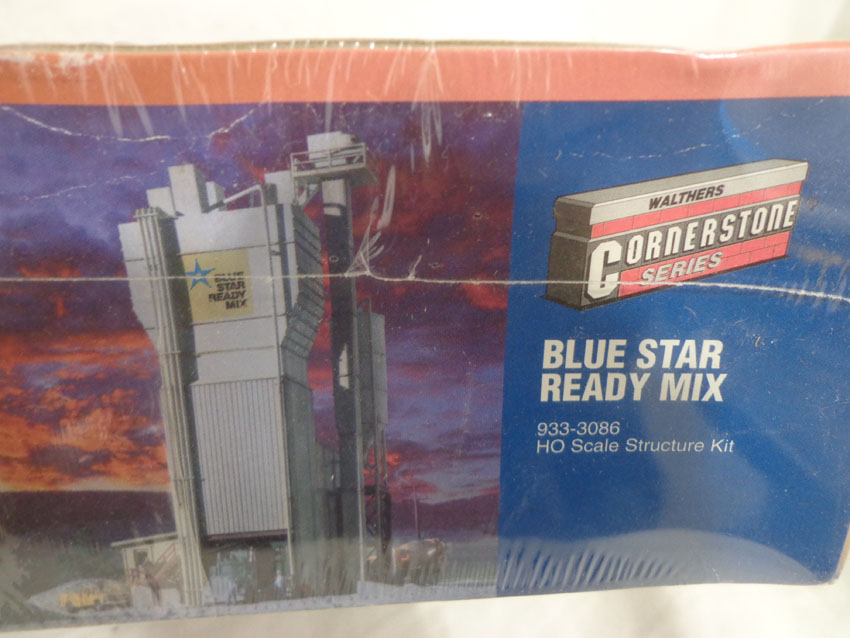 BLUE
STAR
READY
MIX
WALTHERS
CORNERSTONE
SERIES
BLUE STAR
READY MIX
933-3086
HO Scale Structure Kit